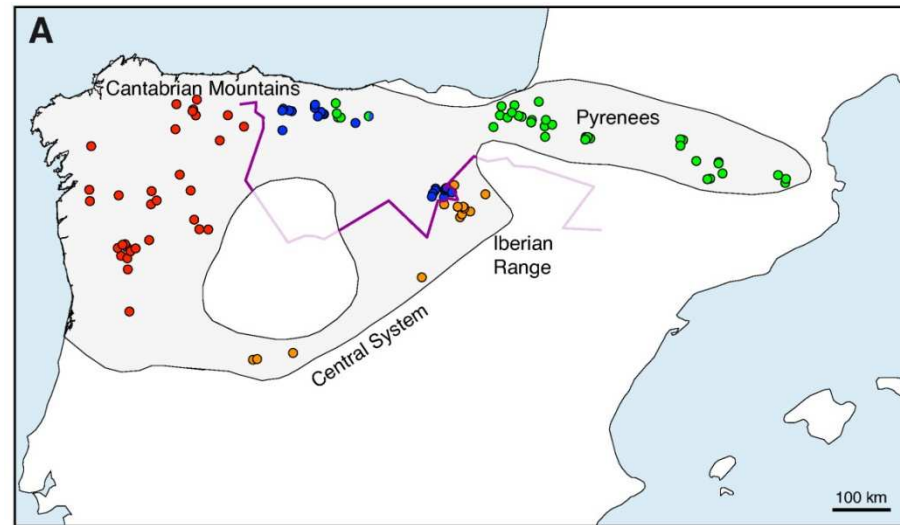 A
Cantabrian Mountains
Pyrenees
Iberian
Range
Central System
100 km